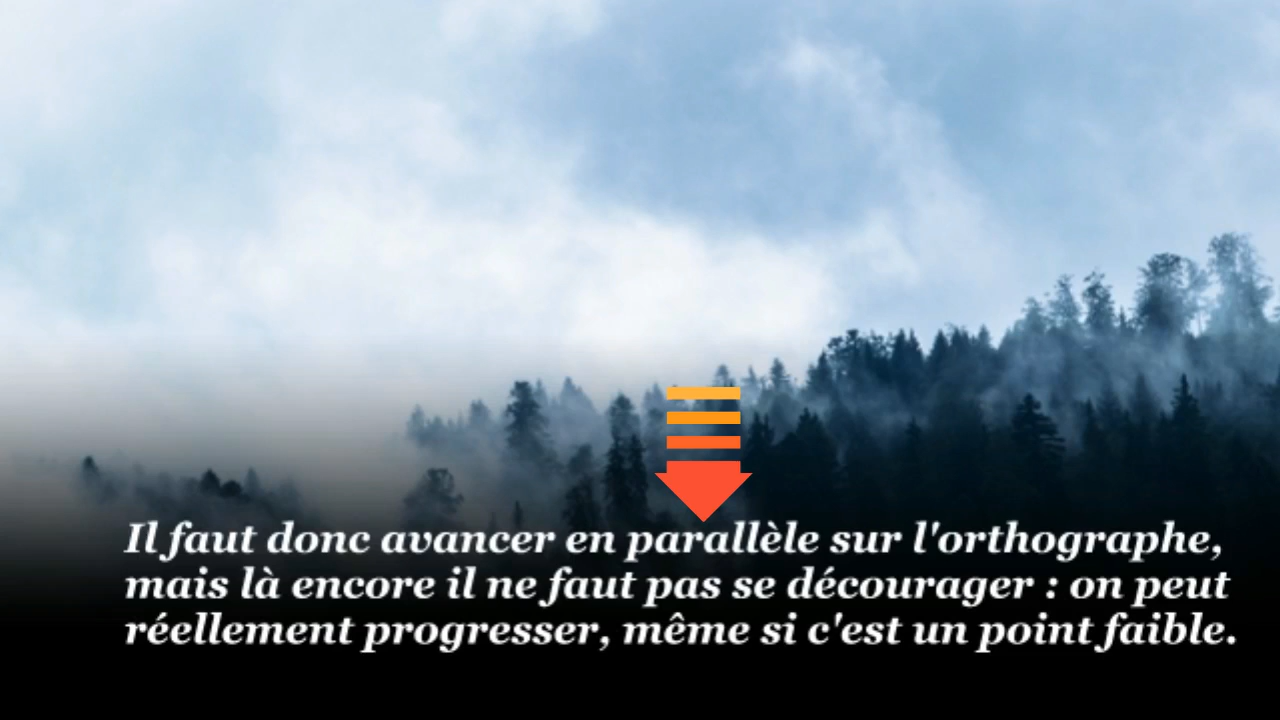 Il faut donc avancer en parallèle sur l'orthographe,
mais là encore il ne faut pas se décourager : on peut
réellement progresser, même si c'est un point faible.